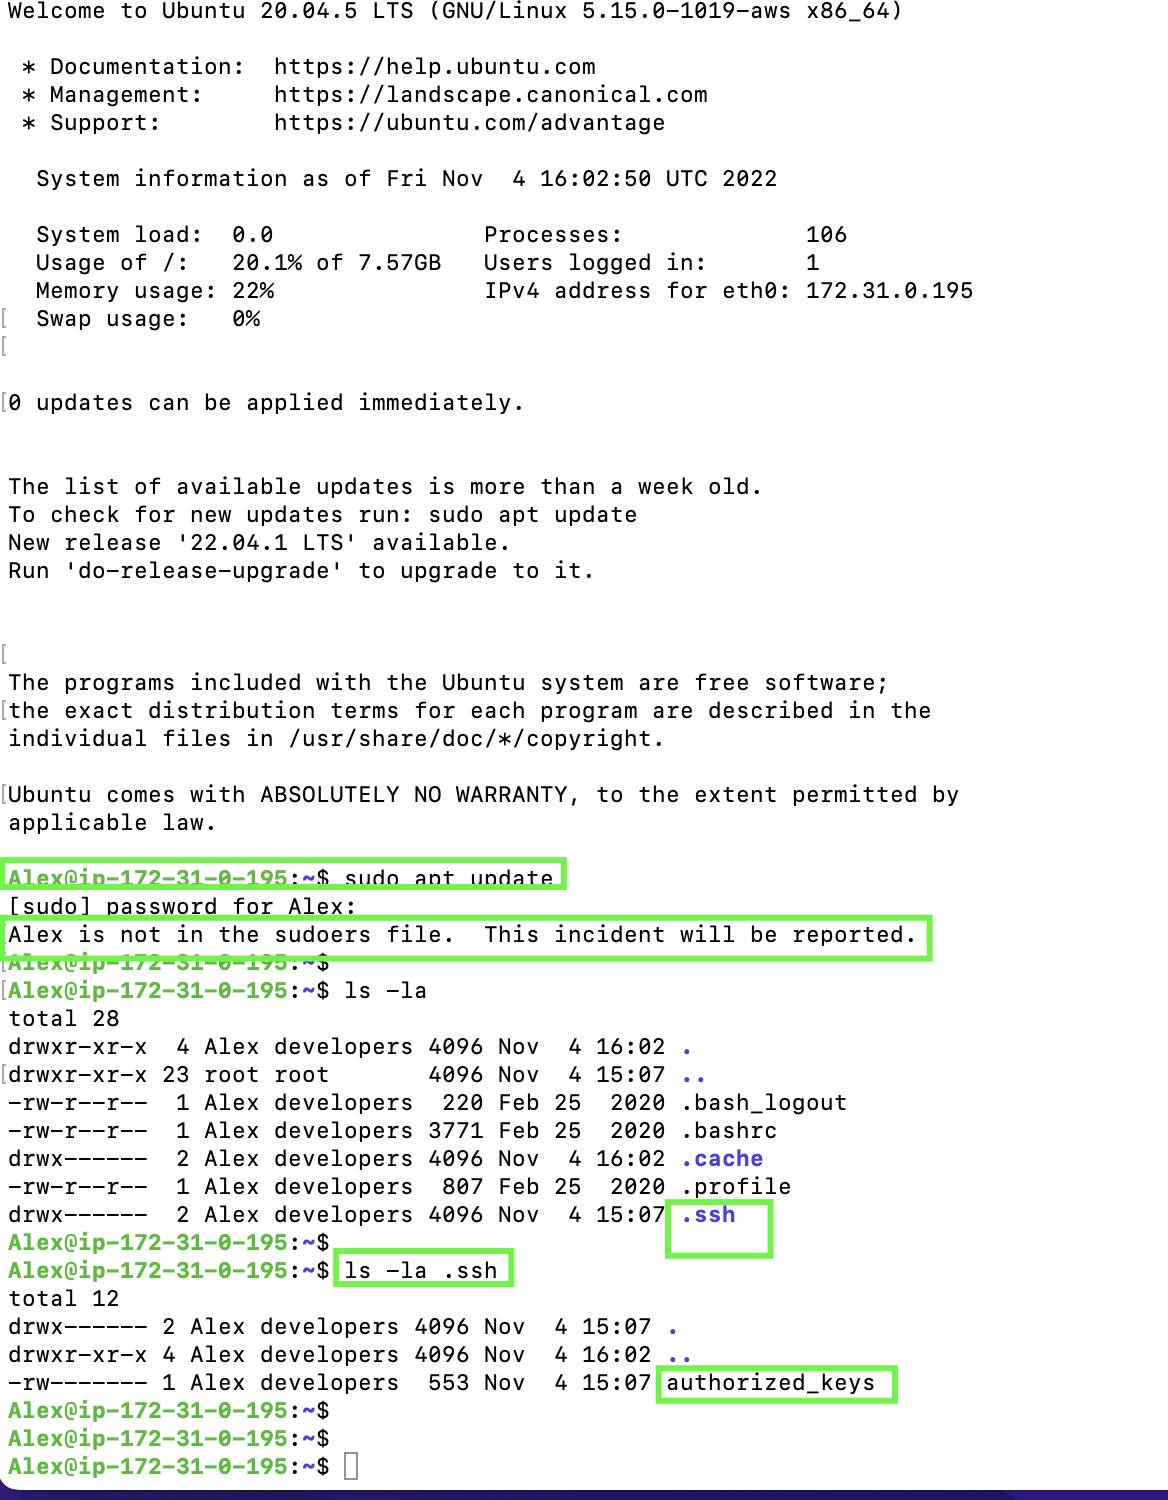 Welcome to Ubuntu 20.04.5 LTS (GNU/Linux 5.15.0-1019-aws x86_64)
* Documentation:  https://help.ubuntu.com
* Management:     https://landscape.canonical.com
* Support:        https://ubuntu.com/advantage
System information as of Fri Nov  4 16:02:50 UTC 2022
System load:  0.0               Processes:             106
Usage of /:   20.1% of 7.57GB   Users logged in:       1
Memory usage: 22%               IPv4 address for eth0: 172.31.0.195
[  Swap usage:   0%
[
[0 updates can be applied immediately.
The list of available updates is more than a week old.
To check for new updates run: sudo apt update
New release '22.04.1 LTS' available.
Run 'do-release-upgrade' to upgrade to it.
[
The programs included with the Ubuntu system are free software;
[the exact distribution terms for each program are described in the
individual files in /usr/share/doc/*/copyright.
[Ubuntu comes with ABSOLUTELY NO WARRANTY, to the extent permitted by
applicable law.
Alex@ip-172-31-0-195:~$ sudo apt update
[sudo] password for Alex:
Alex is not in the sudoers file.  This incident will be reported.
[Alex@ip-172-31-0-195:~$
[Alex@ip-172-31-0-195:~$ ls -la
total 28
drwxr-xr-x  4 Alex developers 4096 Nov  4 16:02 .
[drwxr-xr-x 23 root root       4096 Nov  4 15:07 ..
-rw-r--r--  1 Alex developers  220 Feb 25  2020 .bash_logout
-rw-r--r--  1 Alex developers 3771 Feb 25  2020 .bashrc
drwx------  2 Alex developers 4096 Nov  4 16:02 .cache
-rw-r--r--  1 Alex developers  807 Feb 25  2020 .profile
drwx------  2 Alex developers 4096 Nov  4 15:07 .ssh
Alex@ip-172-31-0-195:~$
Alex@ip-172-31-0-195:~$ ls -la .ssh
total 12
drwx------ 2 Alex developers 4096 Nov  4 15:07 .
drwxr-xr-x 4 Alex developers 4096 Nov  4 16:02 ..
-rw------- 1 Alex developers  553 Nov  4 15:07 authorized_keys
Alex@ip-172-31-0-195:~$
Alex@ip-172-31-0-195:~$
Alex@ip-172-31-0-195:~$